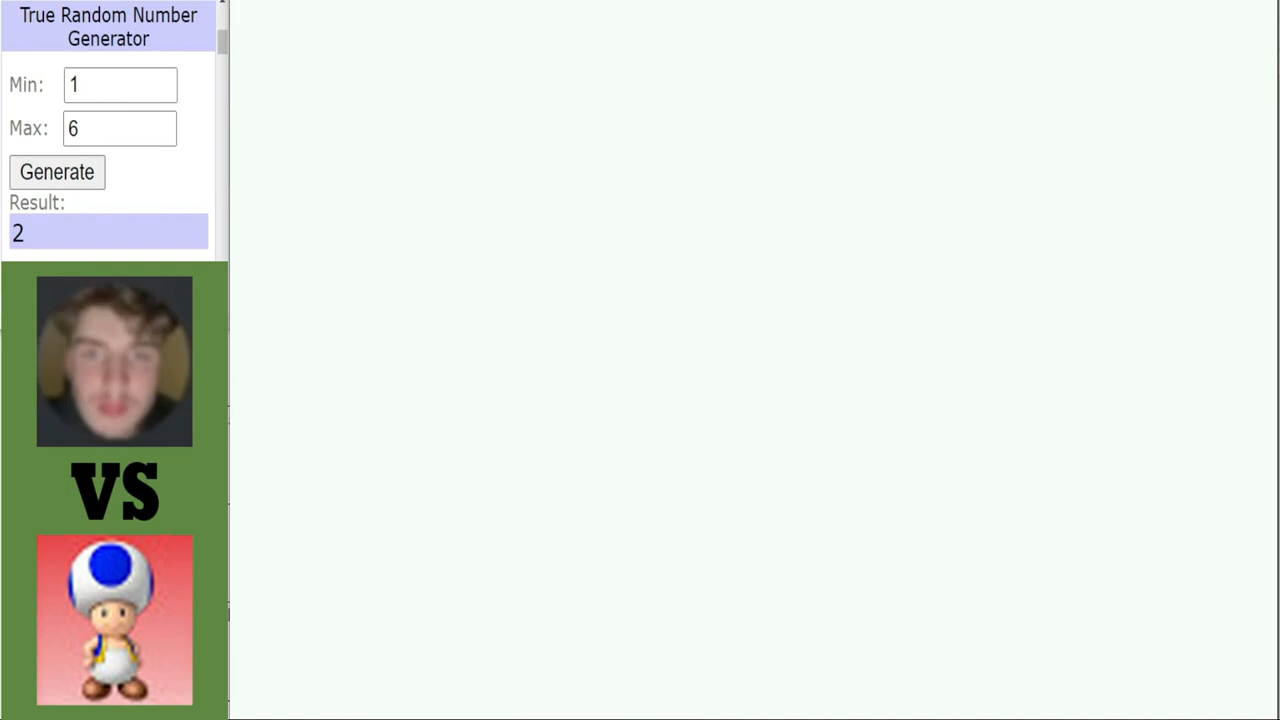 True Random Number
Generator
Min: 1
Max: 6
Generate
Result:
2
VS